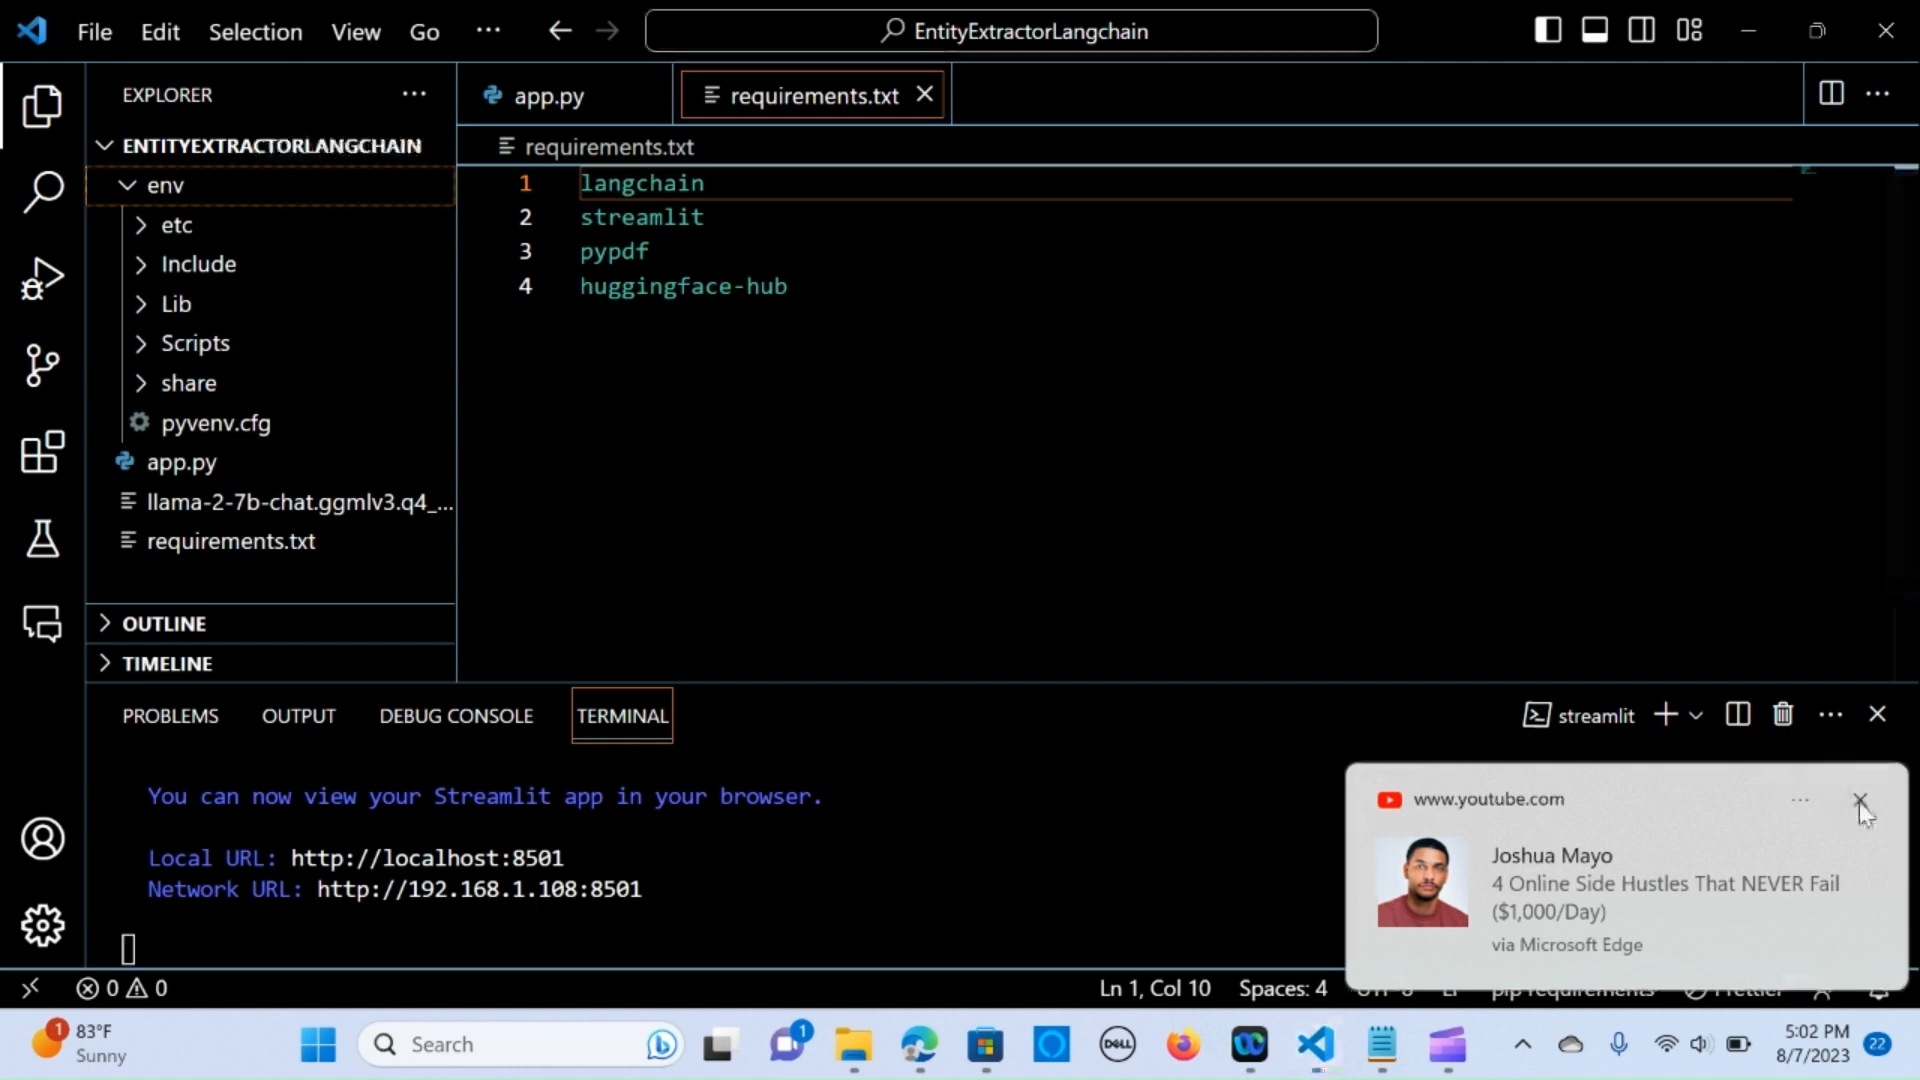 File Edit Selection View Go ··· EntityExtractorLangchain
EXPLORER ···
app.py
requirements.txt
ENTITYEXTRACTORLANGCHAIN
requirements.txt
env
etc
Include
Lib
Scripts
share
pyvenv.cfg
app.py
llama-2-7b-chat.ggmlv3.q4_...
requirements.txt
OUTLINE
TIMELINE
1 langchain
2 streamlit
3 pypdf
4 huggingface-hub
PROBLEMS OUTPUT DEBUG CONSOLE TERMINAL
streamlit
You can now view your Streamlit app in your browser.
Local URL: http://localhost:8501
Network URL: http://192.168.1.108:8501
www.youtube.com
Joshua Mayo
4 Online Side Hustles That NEVER Fail
($1,000/Day)
via Microsoft Edge
0 0
Ln 1, Col 10 Spaces: 4
1
83°F
Sunny
Search
1
DELL
5:02 PM
8/7/2023
22